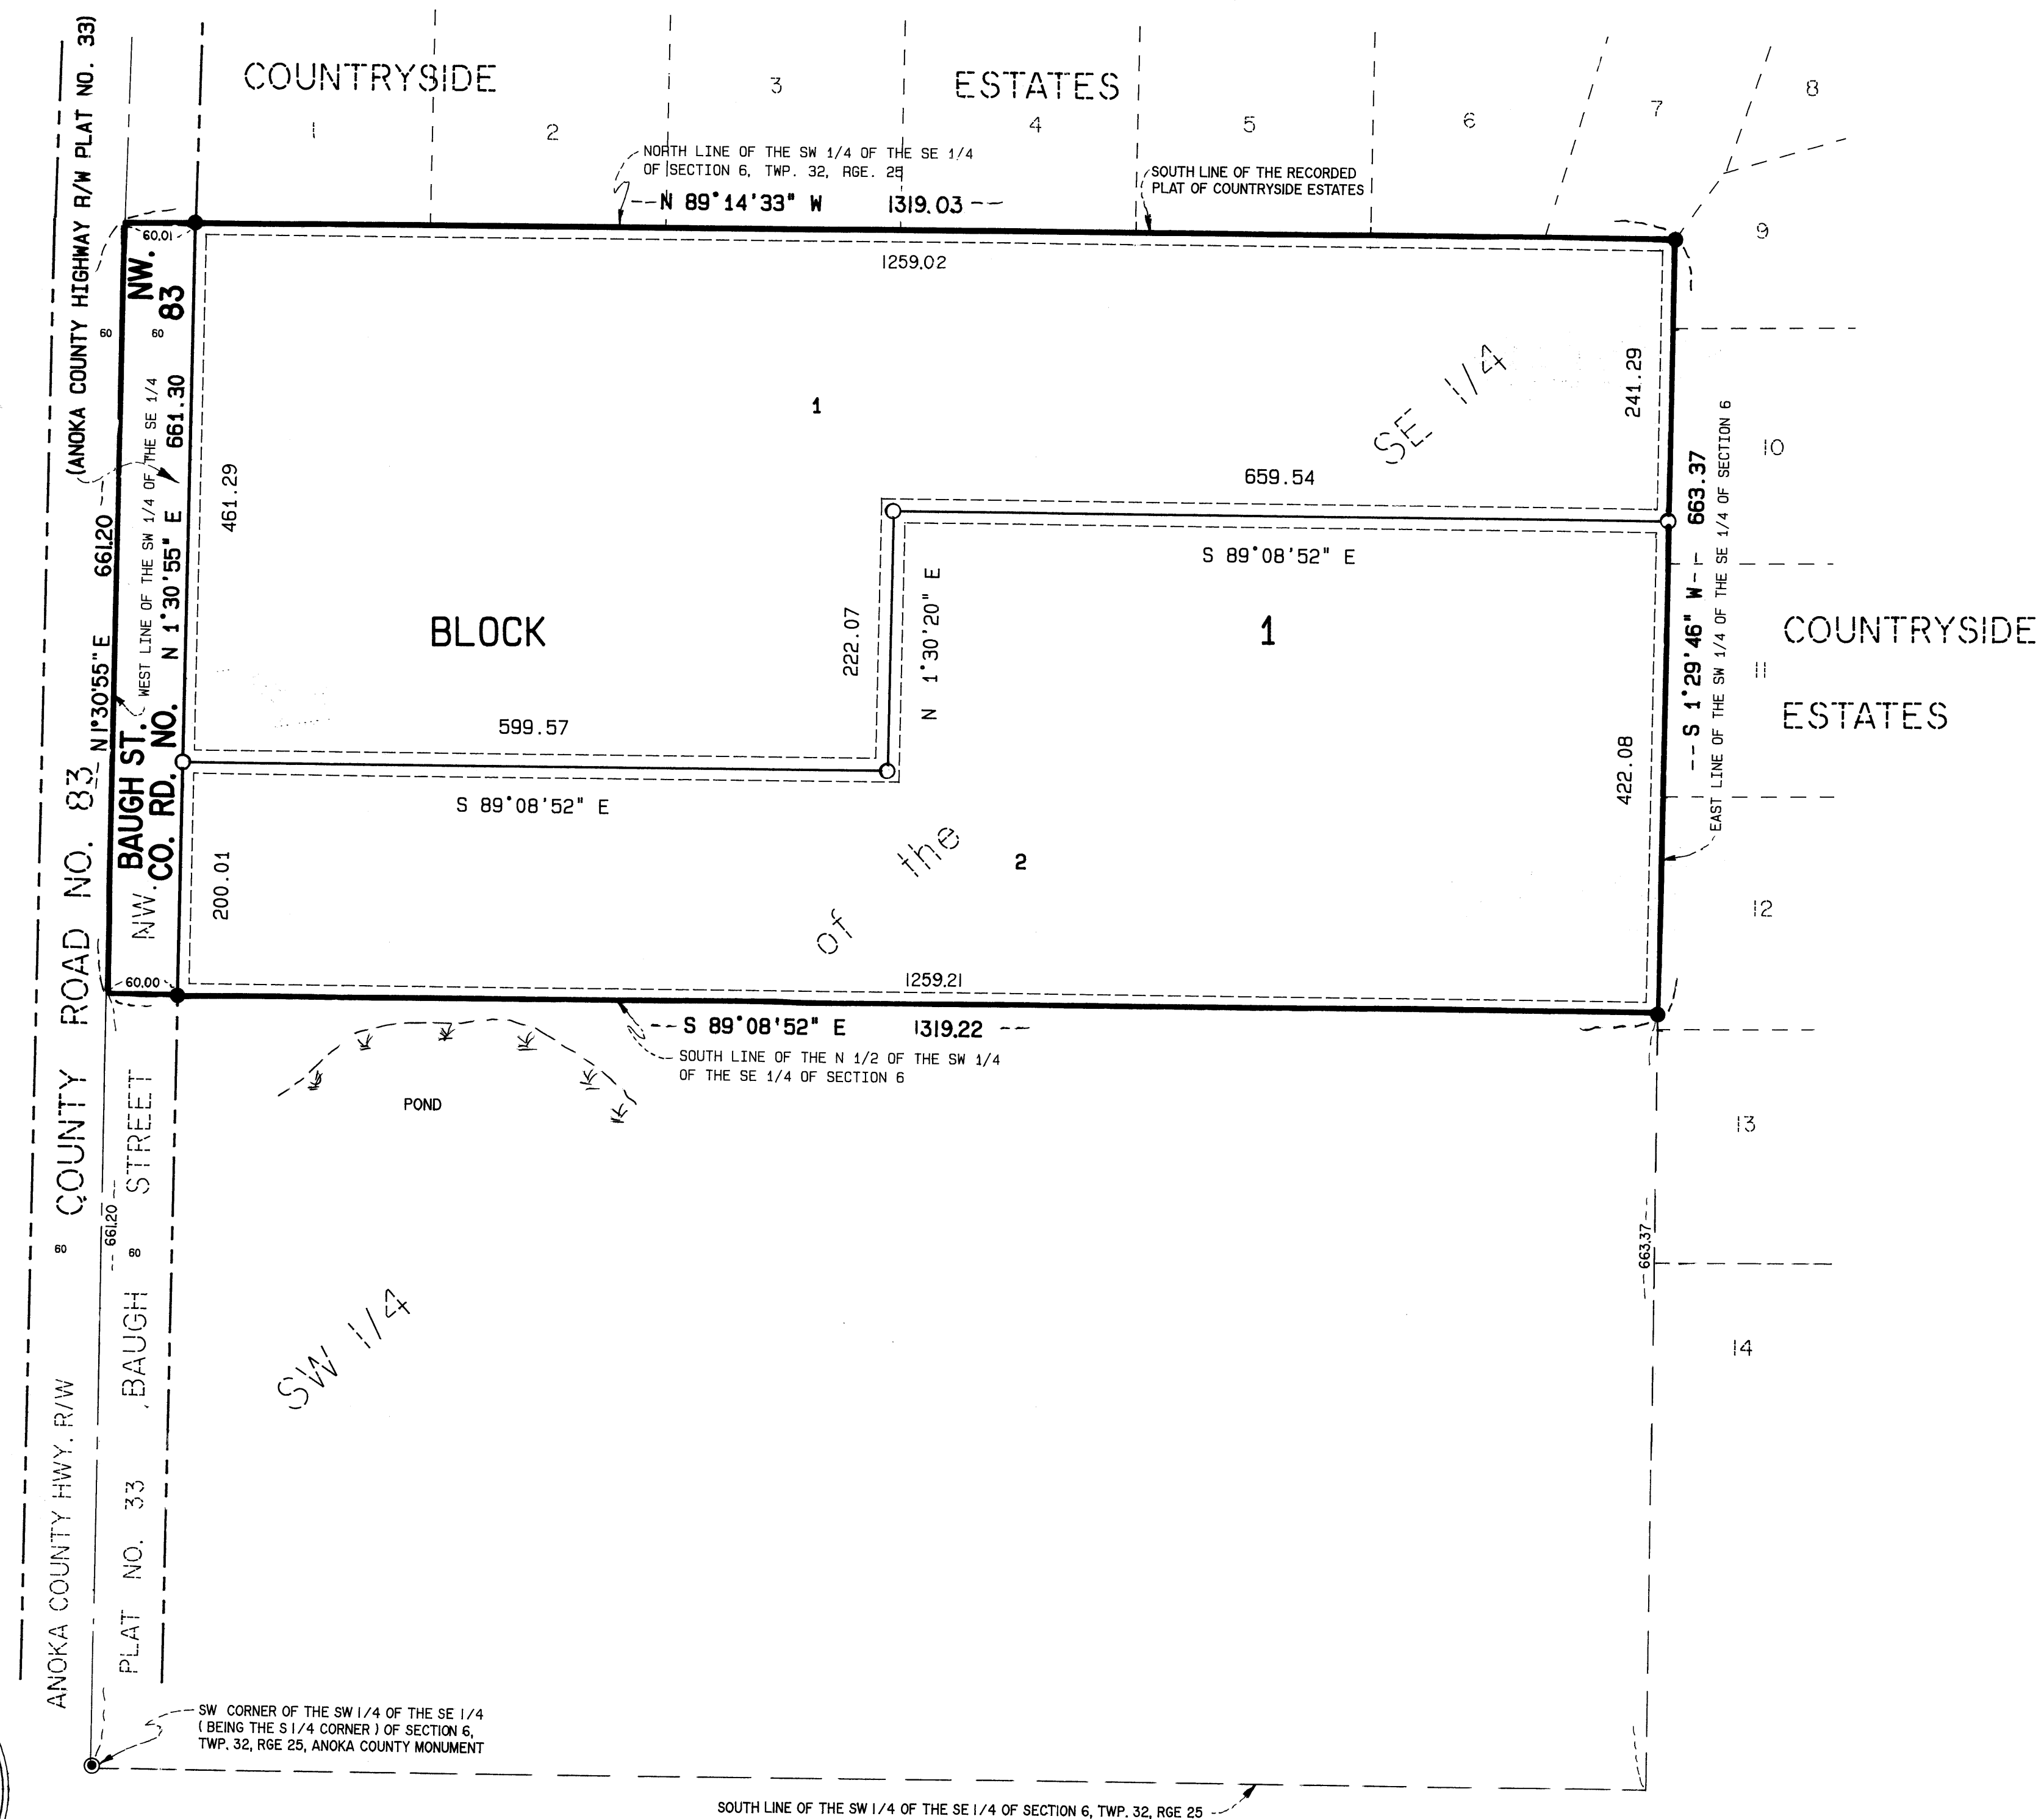 COUNTRYSIDE ESTATES
1
2
3
4
5
6
7
8
9
10
11
12
13
14
NORTH LINE OF THE SW 1/4 OF THE SE 1/4
OF SECTION 6, TWP. 32, RGE. 25
--N 89°14'33" W 1319.03--
SOUTH LINE OF THE RECORDED
PLAT OF COUNTRYSIDE ESTATES
(ANOKA COUNTY HIGHWAY R/W PLAT NO. 33)
60.01
1259.02
NW.
83
60
60
WEST LINE OF THE SW 1/4 OF THE SE 1/4
N 1°30'55" E 661.30
N 1°30'55" E 661.20
461.29
1
SE 1/4
241.29
659.54
S 89°08'52" E
N 1°30'20" E
222.07
BLOCK
1
599.57
S 89°08'52" E
--S 1°29'46" W-- 663.37
EAST LINE OF THE SW 1/4 OF THE SE 1/4 OF SECTION 6
COUNTRYSIDE
ESTATES
422.08
BAUGH ST.
CO. RD. NO.
NW.
200.01
the
of
2
60.00
1259.21
--S 89°08'52" E 1319.22 --
SOUTH LINE OF THE N 1/2 OF THE SW 1/4
OF THE SE 1/4 OF SECTION 6
POND
COUNTY ROAD NO. 83
60
661.20
60
BAUGH STREET
663.37
SW 1/4
ANOKA COUNTY HWY. R/W
PLAT NO. 33
SW CORNER OF THE SW 1/4 OF THE SE 1/4
( BEING THE S 1/4 CORNER ) OF SECTION 6,
TWP. 32, RGE 25, ANOKA COUNTY MONUMENT
SOUTH LINE OF THE SW 1/4 OF THE SE 1/4 OF SECTION 6, TWP. 32, RGE 25